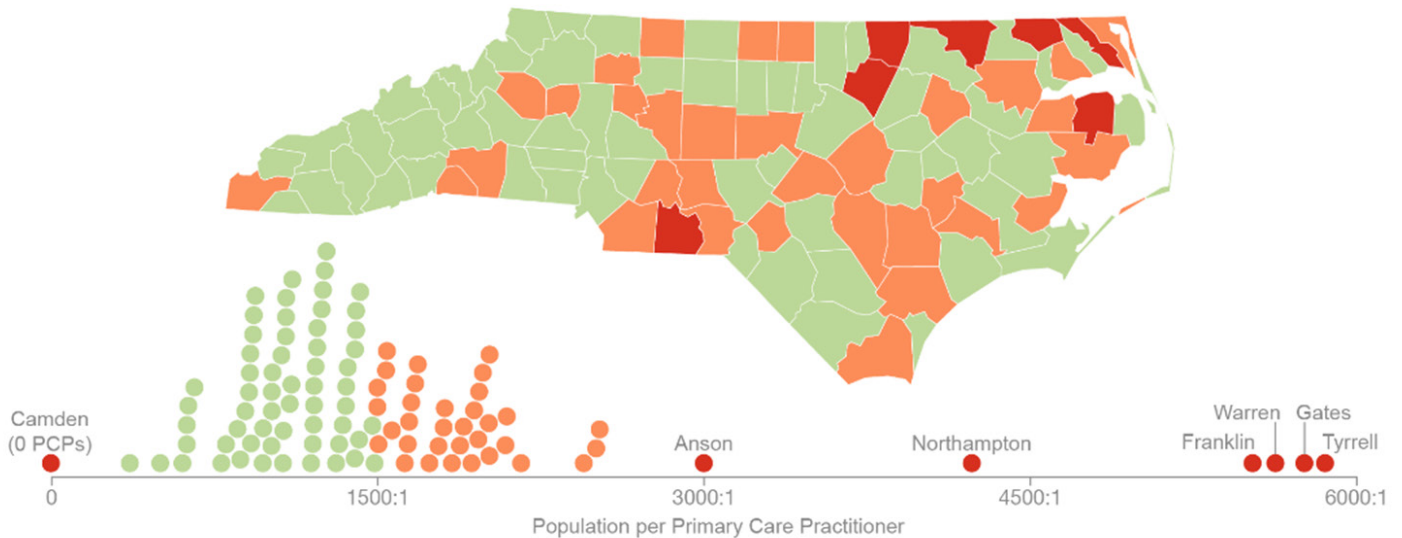 Camden
(0 PCPs)
Anson
Northampton
Warren
Gates
Franklin
Tyrrell
0
1500:1
3000:1
4500:1
6000:1
Population per Primary Care Practitioner